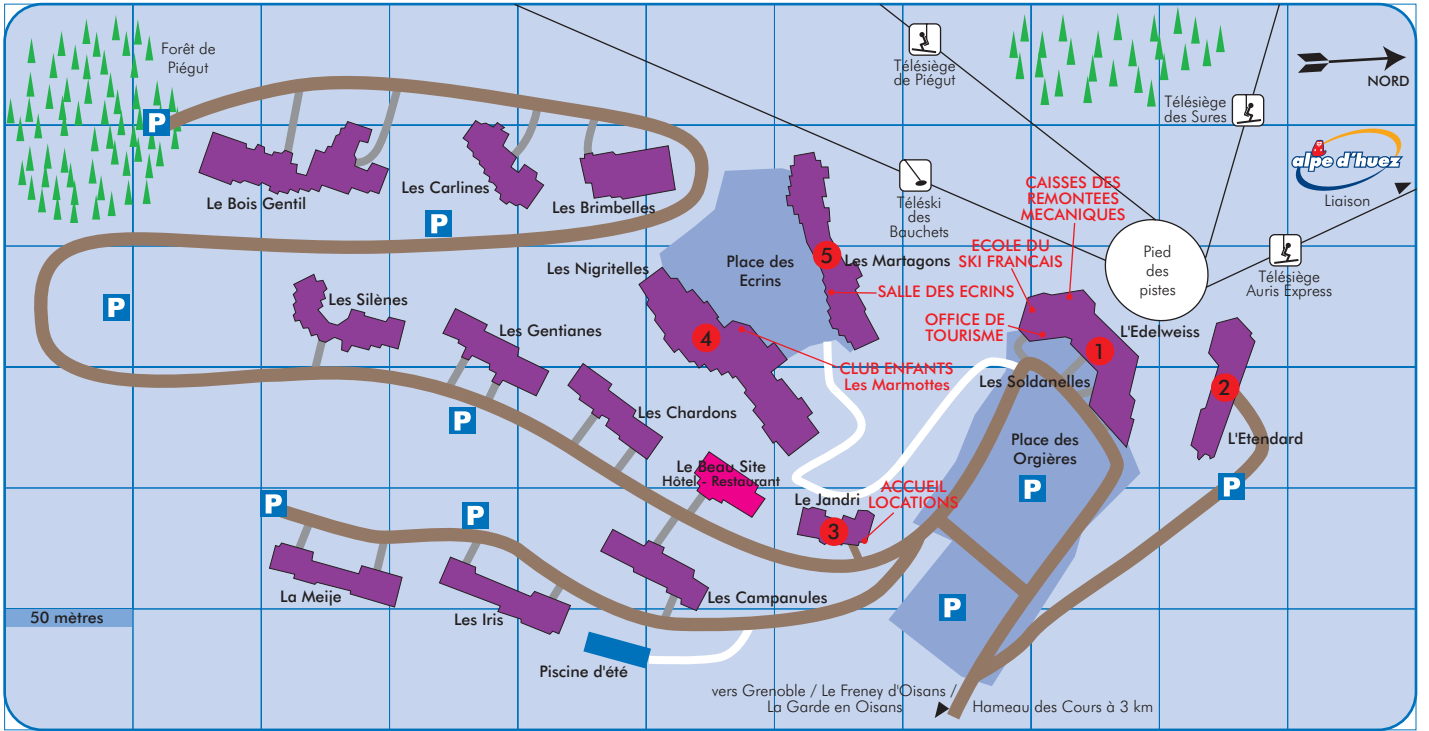 Forêt de
Piégut
Télésiège
de Piégut
Télésiège
des Sures
NORD
alpe d'huez
Liaison
Téléski
des
Bauchets
CAISSES DES
REMONTEES
MECANIQUES
ECOLE DU
SKI FRANCAIS
Pied
des
pistes
Télésiège
Auris Express
P
Le Bois Gentil
Les Carlines
P
Les Brimbelles
Les Nigritelles
Place des
Ecrins
5
Les Martagons
SALLE DES ECRINS
OFFICE DE
TOURISME
L'Edelweiss
1
P
Les Silènes
Les Gentianes
4
CLUB ENFANTS
Les Marmottes
Les Soldanelles
2
L'Etendard
P
Les Chardons
Place des
Orgières
P
P
Le Beau Site
Hôtel - Restaurant
Le Jandri
3
ACCUEIL
LOCATIONS
P
P
La Meije
Les Iris
Les Campanules
P
50 mètres
Piscine d'été
vers Grenoble / Le Freney d'Oisans /
La Garde en Oisans
Hameau des Cours à 3 km